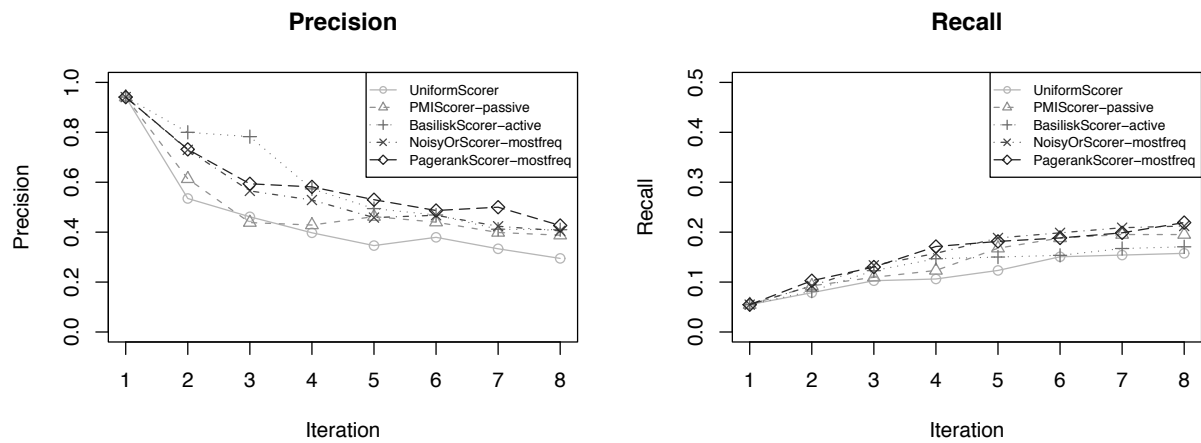 Precision
Precision
0.0 0.2 0.4 0.6 0.8 1.0
UniformScorer
PMIScorer−passive
BasiliskScorer−active
NoisyOrScorer−mostfreq
PagerankScorer−mostfreq
1 2 3 4 5 6 7 8
Iteration
Recall
Recall
0.0 0.1 0.2 0.3 0.4 0.5
UniformScorer
PMIScorer−passive
BasiliskScorer−active
NoisyOrScorer−mostfreq
PagerankScorer−mostfreq
1 2 3 4 5 6 7 8
Iteration